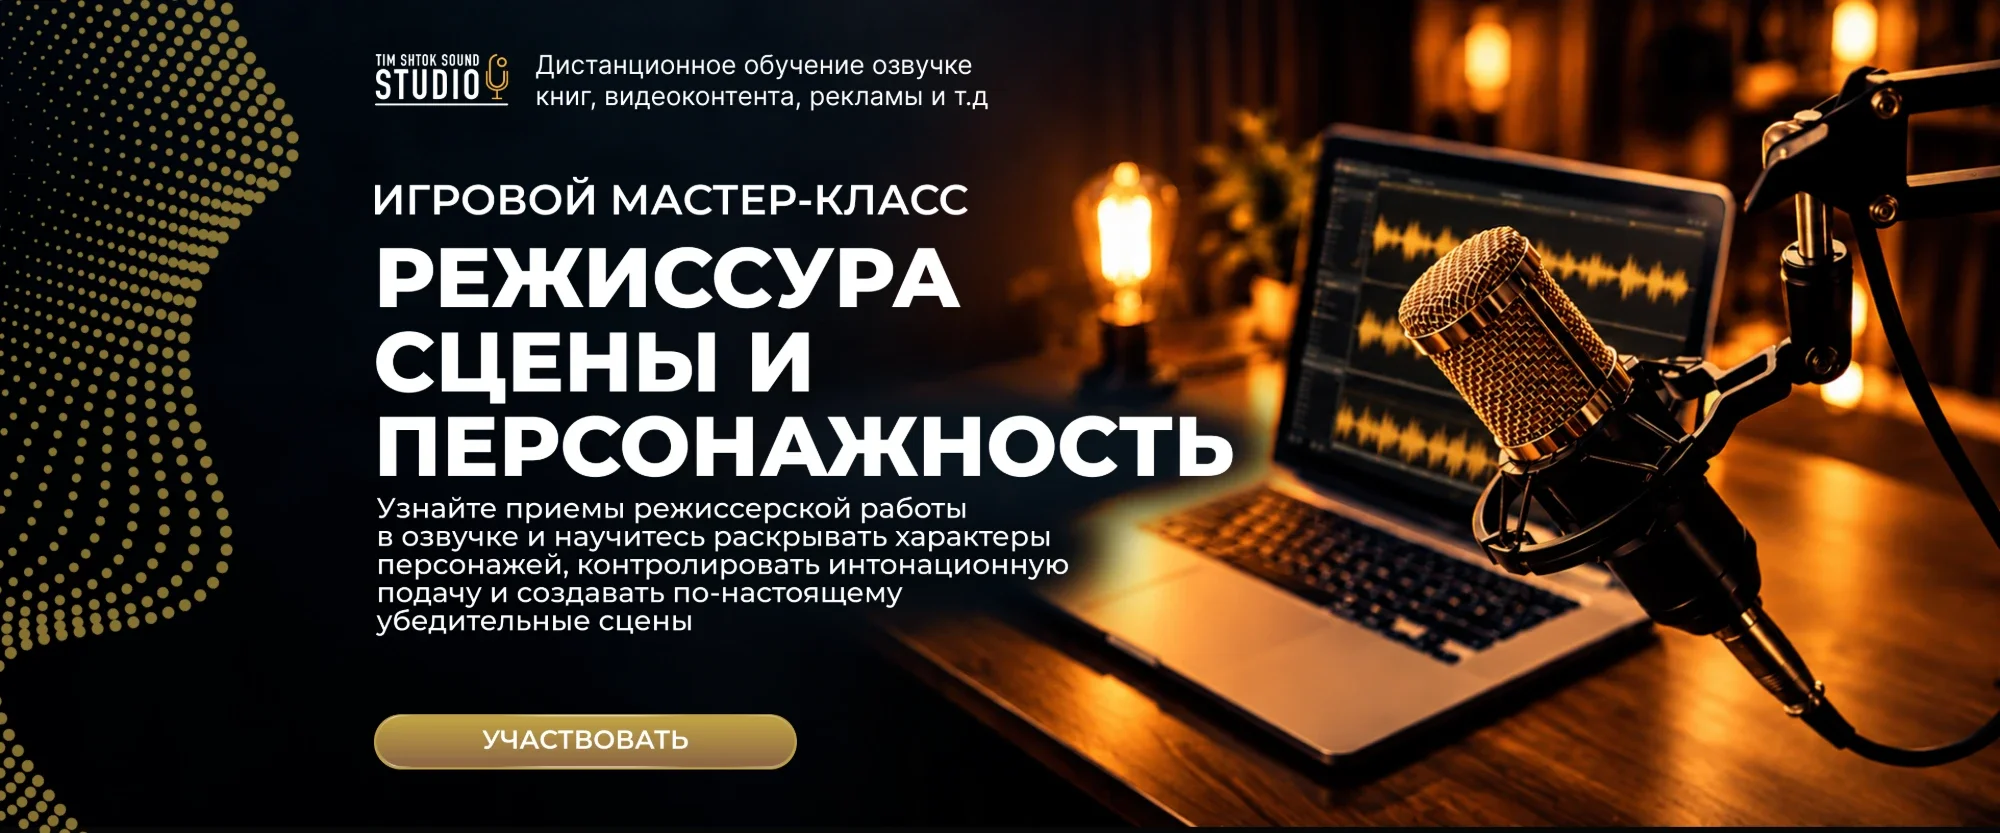 TIM SHTOK SOUND
STUDIO
Дистанционное обучение озвучке
книг, видеоконтента, рекламы и т.д
ИГРОВОЙ МАСТЕР-КЛАСС
РЕЖИССУРА
СЦЕНЫ И
ПЕРСОНАЖНОСТЬ
Узнайте приемы режиссерской работы
в озвучке и научитесь раскрывать характеры
персонажей, контролировать интонационную
подачу и создавать по-настоящему
убедительные сцены
УЧАСТВОВАТЬ